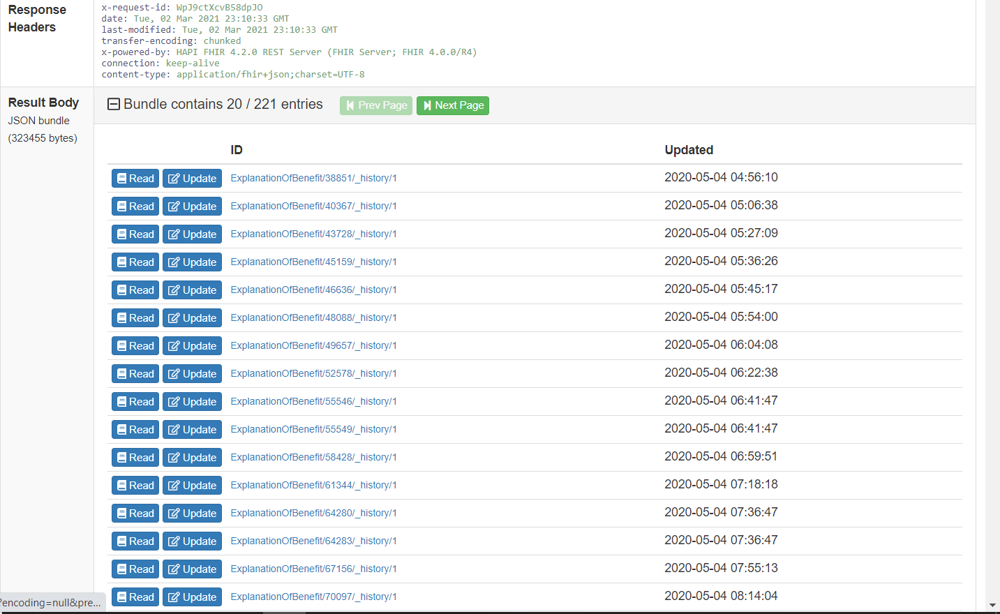 Response Headers
x-request-id: WpJ9ctXcvB58dpJO
date: Tue, 02 Mar 2021 23:10:33 GMT
last-modified: Tue, 02 Mar 2021 23:10:33 GMT
transfer-encoding: chunked
x-powered-by: HAPI FHIR 4.2.0 REST Server (FHIR Server; FHIR 4.0.0/R4)
connection: keep-alive
content-type: application/fhir+json;charset=UTF-8
Result Body
JSON bundle
(323455 bytes)
Bundle contains 20 / 221 entries Prev Page Next Page
ID Updated
Read Update ExplanationOfBenefit/38851/_history/1 2020-05-04 04:56:10
Read Update ExplanationOfBenefit/40367/_history/1 2020-05-04 05:06:38
Read Update ExplanationOfBenefit/43728/_history/1 2020-05-04 05:27:09
Read Update ExplanationOfBenefit/45159/_history/1 2020-05-04 05:36:26
Read Update ExplanationOfBenefit/46636/_history/1 2020-05-04 05:45:17
Read Update ExplanationOfBenefit/48088/_history/1 2020-05-04 05:54:00
Read Update ExplanationOfBenefit/49657/_history/1 2020-05-04 06:04:08
Read Update ExplanationOfBenefit/52578/_history/1 2020-05-04 06:22:38
Read Update ExplanationOfBenefit/55546/_history/1 2020-05-04 06:41:47
Read Update ExplanationOfBenefit/55549/_history/1 2020-05-04 06:41:47
Read Update ExplanationOfBenefit/58428/_history/1 2020-05-04 06:59:51
Read Update ExplanationOfBenefit/61344/_history/1 2020-05-04 07:18:18
Read Update ExplanationOfBenefit/64280/_history/1 2020-05-04 07:36:47
Read Update ExplanationOfBenefit/64283/_history/1 2020-05-04 07:36:47
Read Update ExplanationOfBenefit/67156/_history/1 2020-05-04 07:55:13
Read Update ExplanationOfBenefit/70097/_history/1 2020-05-04 08:14:04
?encoding=null&pre...